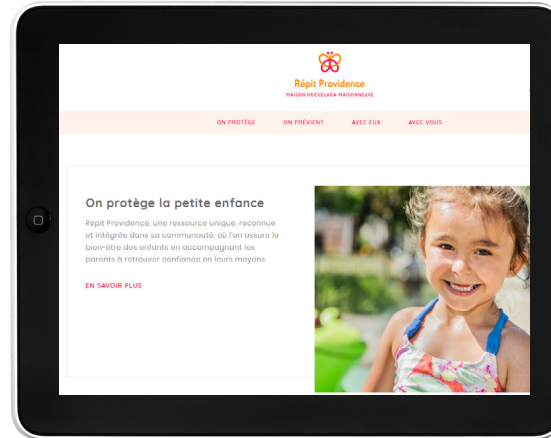 Répit Providence
MAISON HOCHELAGA-MAISONNEUVE
ON PROTÈGE ON PRÉVIENT AVEC EUX AVEC VOUS
On protège la petite enfance
Répit Providence, une ressource unique, reconnue
et intégrée dans sa communauté, où l'on assure le
bien-être des enfants en accompagnant les
parents à retrouver confiance en leurs moyens.
EN SAVOIR PLUS